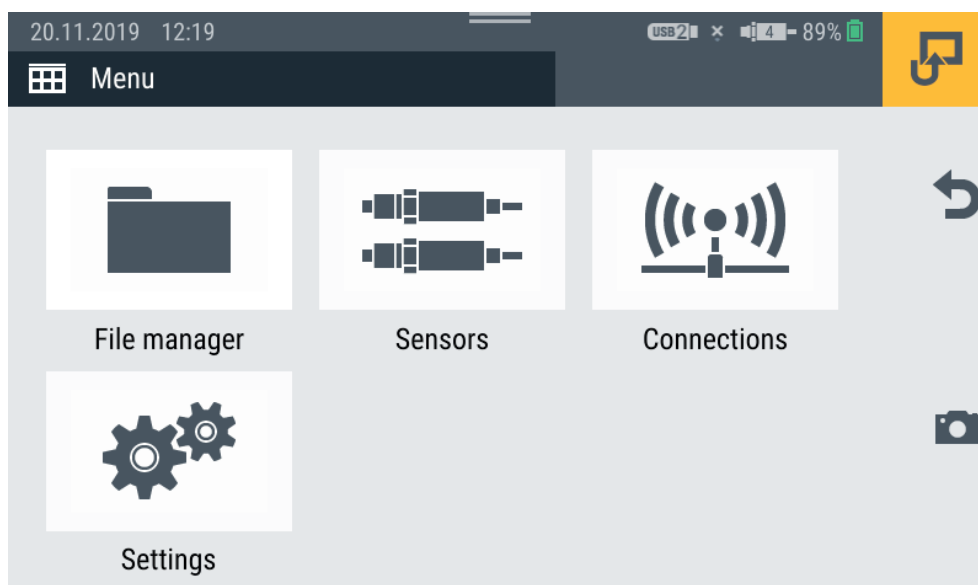 20.11.2019 12:19 USB2 4 89%
Menu
File manager Sensors Connections
Settings